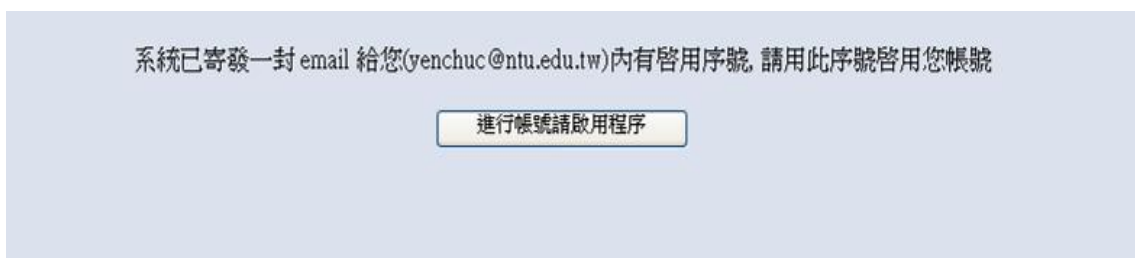 系統已寄發一封 email 給您(yenchuc@ntu.edu.tw)內有啓用序號, 請用此序號啓用您帳號
進行帳號請啟用程序